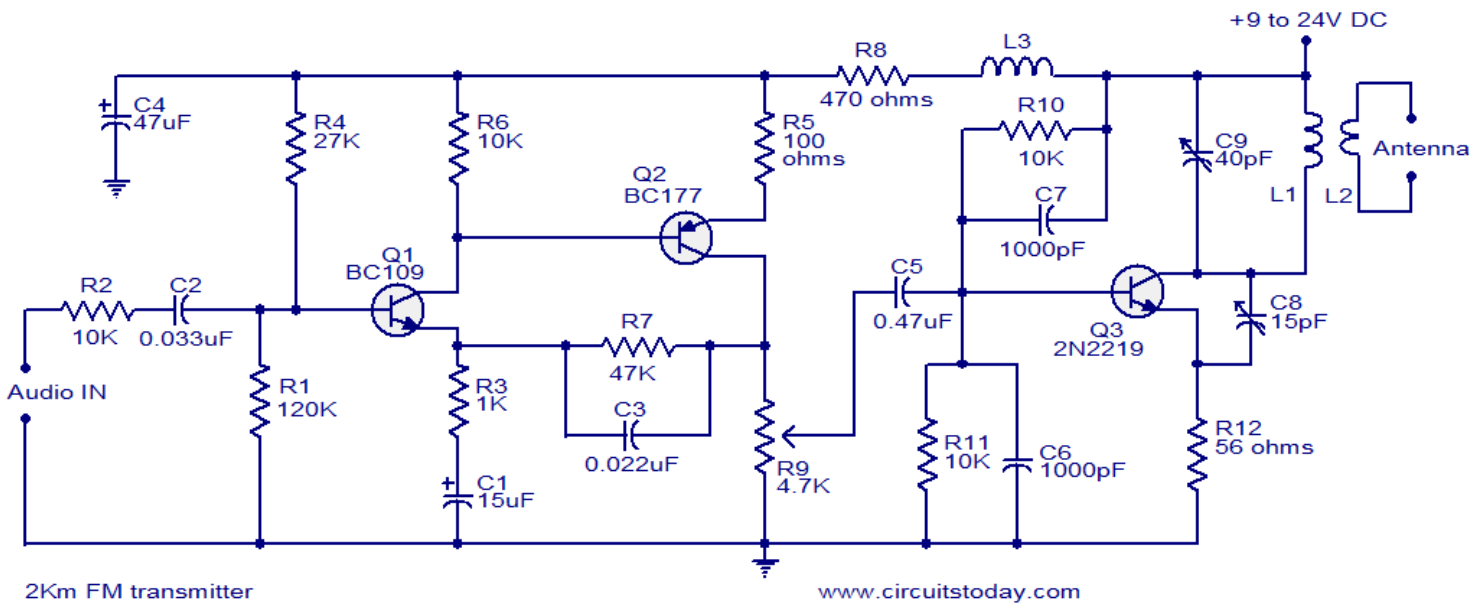 +9 to 24V DC
L3
R8
470 ohms
+ C4
47uF
R4
27K
R6
10K
R5
100
ohms
R10
10K
C9
40pF
Antenna
L1
L2
Q2
BC177
C7
1000pF
Q1
BC109
R2
10K
C2
0.033uF
C5
0.47uF
Q3
2N2219
C8
15pF
Audio IN
R1
120K
R3
1K
R7
47K
C3
0.022uF
R9
4.7K
R11
10K
C6
1000pF
R12
56 ohms
+ C1
15uF
2Km FM transmitter
www.circuitstoday.com